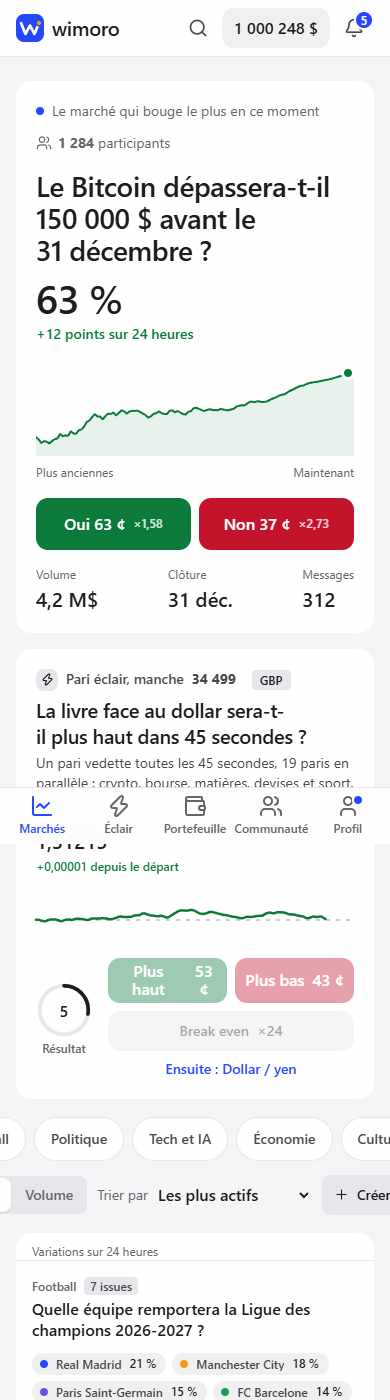 wimoro
1 000 248 $
5
Le marché qui bouge le plus en ce moment
1 284 participants
Le Bitcoin dépassera-t-il
150 000 $ avant le
31 décembre ?
63 %
+12 points sur 24 heures
Plus anciennes
Maintenant
Oui 63 ¢ ×1,58
Non 37 ¢ ×2,73
Volume
Clôture
Messages
4,2 M$
31 déc.
312
Pari éclair, manche 34 499
GBP
La livre face au dollar sera-t-
il plus haut dans 45 secondes ?
Un pari vedette toutes les 45 secondes, 19 paris en
parallèle : crypto, bourse, matières, devises et sport.
Marchés
Éclair
Portefeuille
Communauté
Profil
+0,00001 depuis le départ
5
Résultat
Plus haut 53 ¢
Plus bas 43 ¢
Break even ×24
Ensuite : Dollar / yen
Politique
Tech et IA
Économie
Volume
Trier par
Les plus actifs
+ Créer
Variations sur 24 heures
Football
7 issues
Quelle équipe remportera la Ligue des
champions 2026-2027 ?
Real Madrid 21 %
Manchester City 18 %
Paris Saint-Germain 15 %
FC Barcelone 14 %